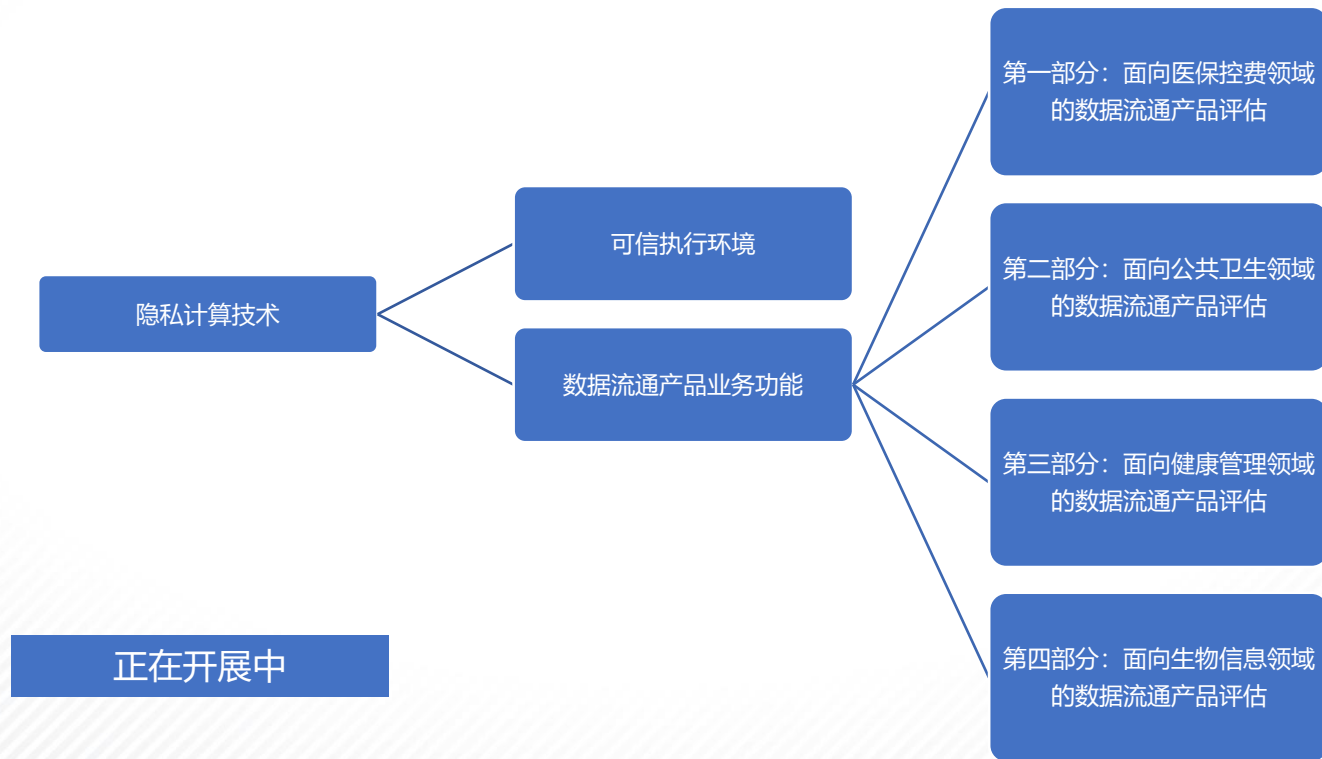 隐私计算技术
可信执行环境
数据流通产品业务功能
第一部分：面向医保控费领域
的数据流通产品评估
第二部分：面向公共卫生领域
的数据流通产品评估
第三部分：面向健康管理领域
的数据流通产品评估
第四部分：面向生物信息领域
的数据流通产品评估
正在开展中